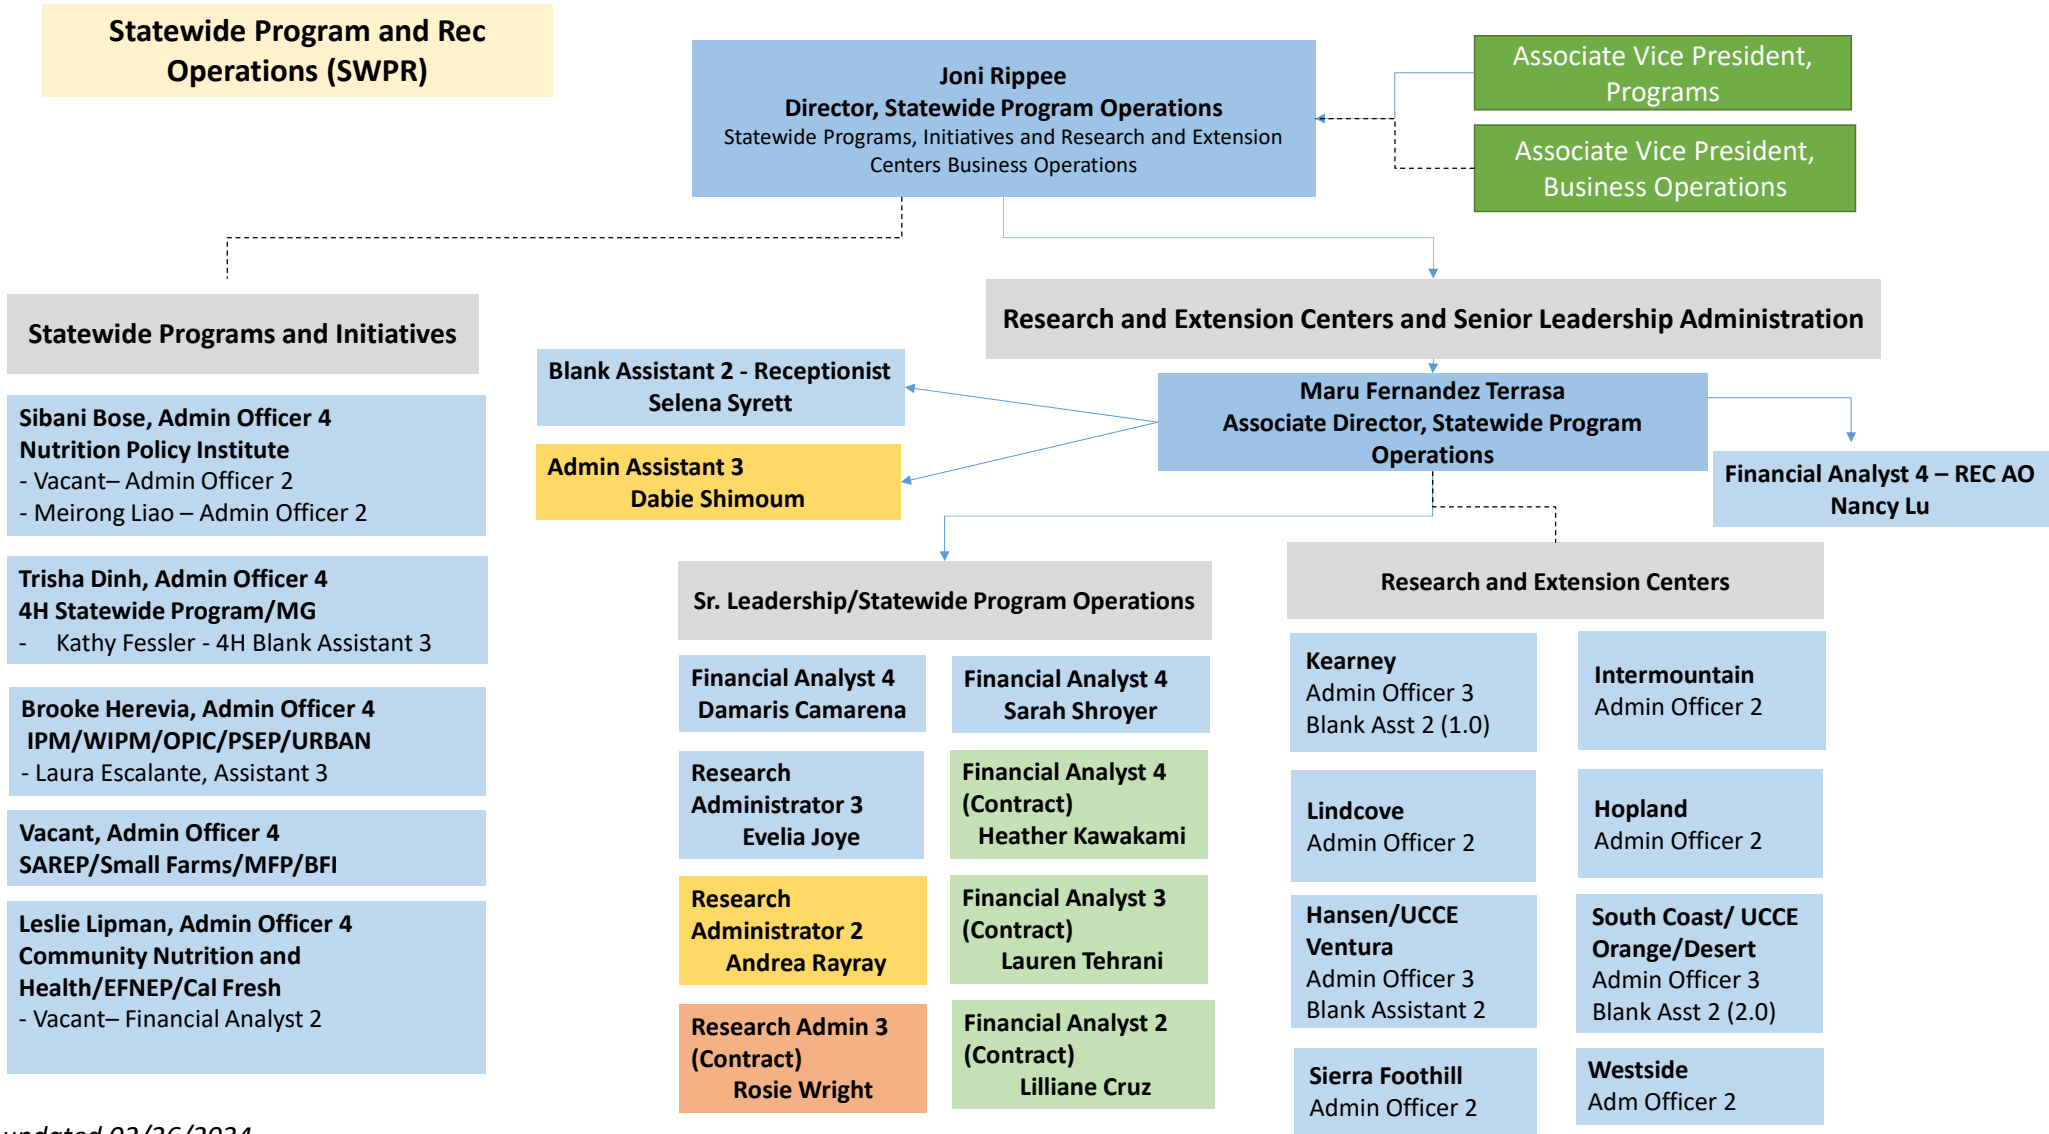 Statewide Program and Rec
Operations (SWPR)
Joni Rippee
Director, Statewide Program Operations
Statewide Programs, Initiatives and Research and Extension
Centers Business Operations
Associate Vice President,
Programs
Associate Vice President,
Business Operations
Statewide Programs and Initiatives
Sibani Bose, Admin Officer 4
Nutrition Policy Institute
- Vacant– Admin Officer 2
- Meirong Liao – Admin Officer 2
Trisha Dinh, Admin Officer 4
4H Statewide Program/MG
- Kathy Fessler - 4H Blank Assistant 3
Brooke Herevia, Admin Officer 4
IPM/WIPM/OPIC/PSEP/URBAN
- Laura Escalante, Assistant 3
Vacant, Admin Officer 4
SAREP/Small Farms/MFP/BFI
Leslie Lipman, Admin Officer 4
Community Nutrition and
Health/EFNEP/Cal Fresh
- Vacant– Financial Analyst 2
Research and Extension Centers and Senior Leadership Administration
Blank Assistant 2 - Receptionist
Selena Syrett
Admin Assistant 3
Dabie Shimoum
Maru Fernandez Terrasa
Associate Director, Statewide Program
Operations
Financial Analyst 4 – REC AO
Nancy Lu
Sr. Leadership/Statewide Program Operations
Financial Analyst 4
Damaris Camarena
Financial Analyst 4
Sarah Shroyer
Research
Administrator 3
Evelia Joye
Financial Analyst 4
(Contract)
Heather Kawakami
Research
Administrator 2
Andrea Rayray
Financial Analyst 3
(Contract)
Lauren Tehrani
Research Admin 3
(Contract)
Rosie Wright
Financial Analyst 2
(Contract)
Lilliane Cruz
Research and Extension Centers
Kearney
Admin Officer 3
Blank Asst 2 (1.0)
Intermountain
Admin Officer 2
Lindcove
Admin Officer 2
Hopland
Admin Officer 2
Hansen/UCCE
Ventura
Admin Officer 3
Blank Assistant 2
South Coast/ UCCE
Orange/Desert
Admin Officer 3
Blank Asst 2 (2.0)
Sierra Foothill
Admin Officer 2
Westside
Adm Officer 2
updated